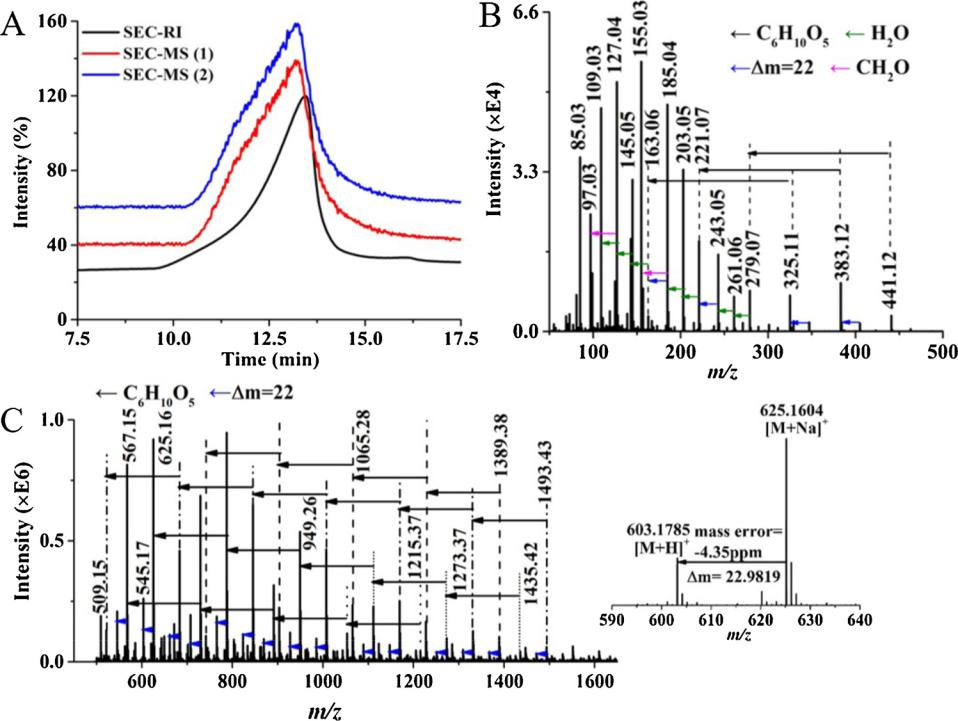 A
SEC-RI
SEC-MS (1)
SEC-MS (2)
Intensity (%)
160
120
80
40
0
7.5 10.0 12.5 15.0 17.5
Time (min)
B
← C6H10O5 ← H2O
← Δm=22 ← CH2O
Intensity (×E4)
6.6
3.3
0.0
85.03
97.03
109.03
127.04
145.05
155.03
163.06
185.04
203.05
221.07
243.05
261.06
279.07
325.11
383.12
441.12
100 200 300 400 500
m/z
C
← C6H10O5 ← Δm=22
Intensity (×E6)
1.0
0.5
0.0
509.15
567.15
545.17
625.16
949.26
1065.28
1215.37
1273.37
1389.38
1435.42
1493.43
600 800 1000 1200 1400 1600
m/z
625.1604
[M+Na]+
603.1785 mass error=
[M+H]+ -4.35ppm
Δm= 22.9819
590 600 610 620 630 640
m/z